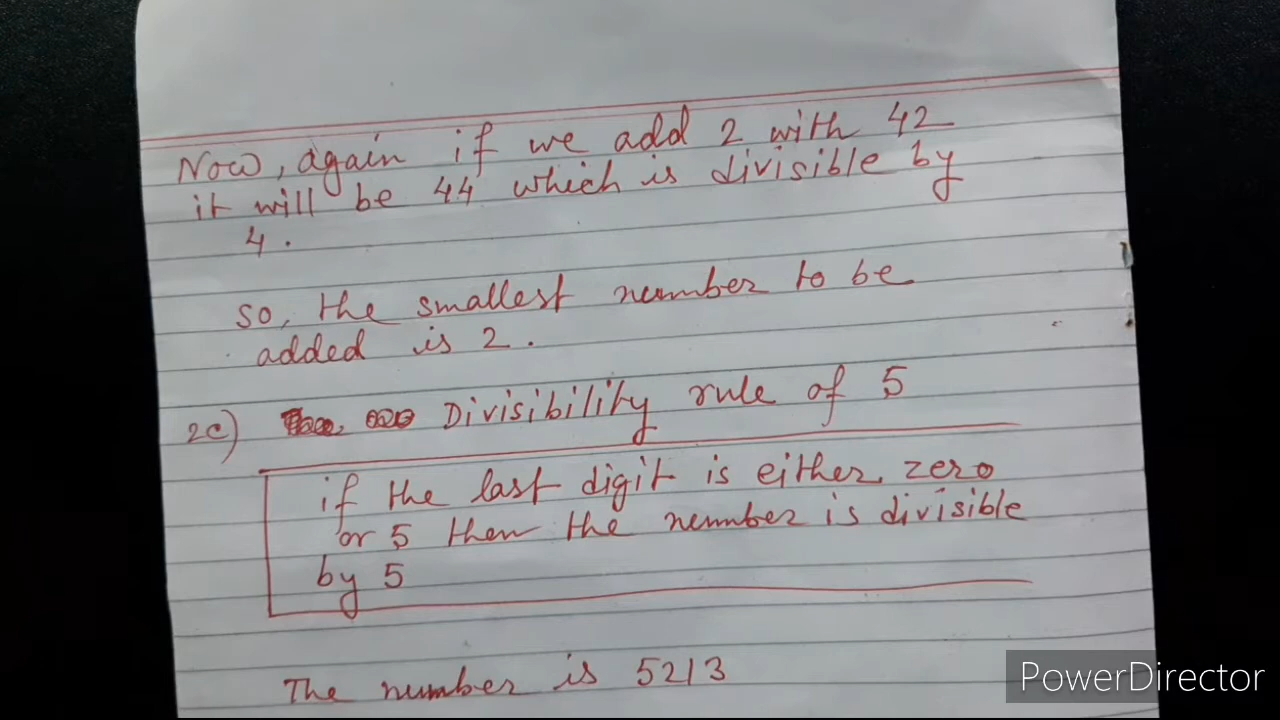 Now, again if we add 2 with 42
it will be 44 which is divisible by
4.
so, the smallest number to be
added is 2.
2c) Divisibility rule of 5
if the last digit is either zero
or 5 then the number is divisible
by 5
The number is 5213
PowerDirector